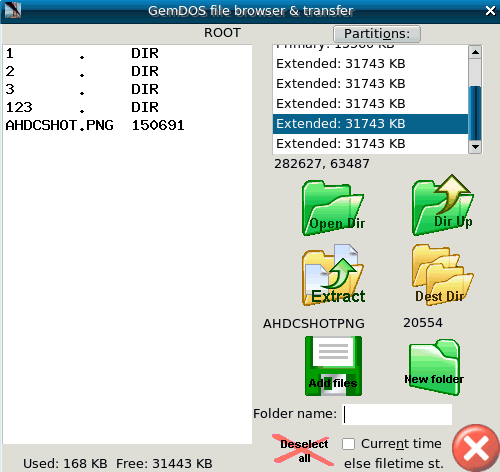 GemDOS file browser & transfer
ROOT
Partitions:
1 . DIR
2 . DIR
3 . DIR
123 . DIR
AHDCSHOT.PNG 150691
Extended: 31743 KB
Extended: 31743 KB
Extended: 31743 KB
Extended: 31743 KB
Extended: 31743 KB
282627, 63487
Open Dir
Dir Up
Extract
Dest Dir
AHDCSHOTPNG 20554
Add files
New folder
Folder name:
Deselect
all
Current time
else filetime st.
Used: 168 KB Free: 31443 KB